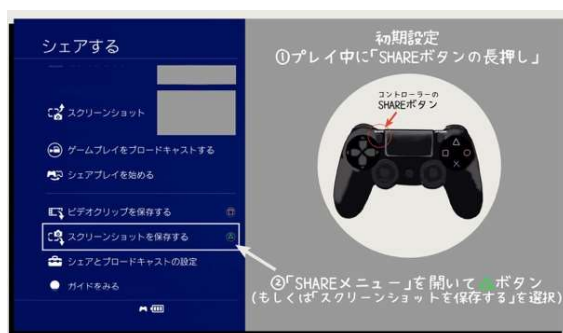 シェアする
スクリーンショット
ゲームプレイをブロードキャストする
シェアプレイを始める
ビデオクリップを保存する
スクリーンショットを保存する
シェアとブロードキャストの設定
ガイドをみる
初期設定
①プレイ中に「SHAREボタンの長押し」
コントローラーの
SHAREボタン
②「SHAREメニュー」を開いて△ボタン
(もしくは「スクリーンショットを保存する」を選択)